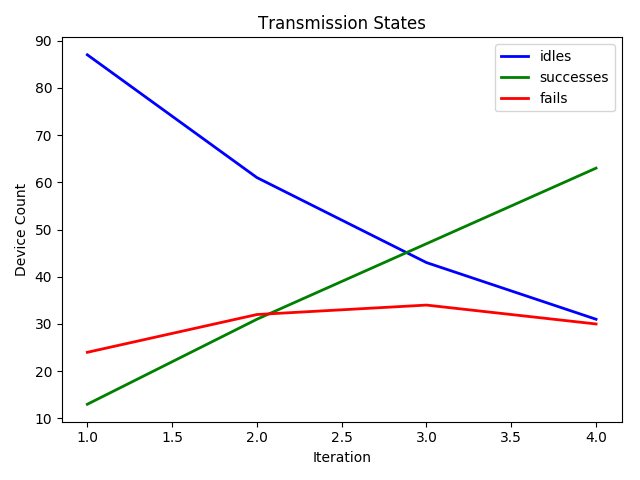 Transmission States
idles
successes
fails
Device Count
90
80
70
60
50
40
30
20
10
1.0 1.5 2.0 2.5 3.0 3.5 4.0
Iteration